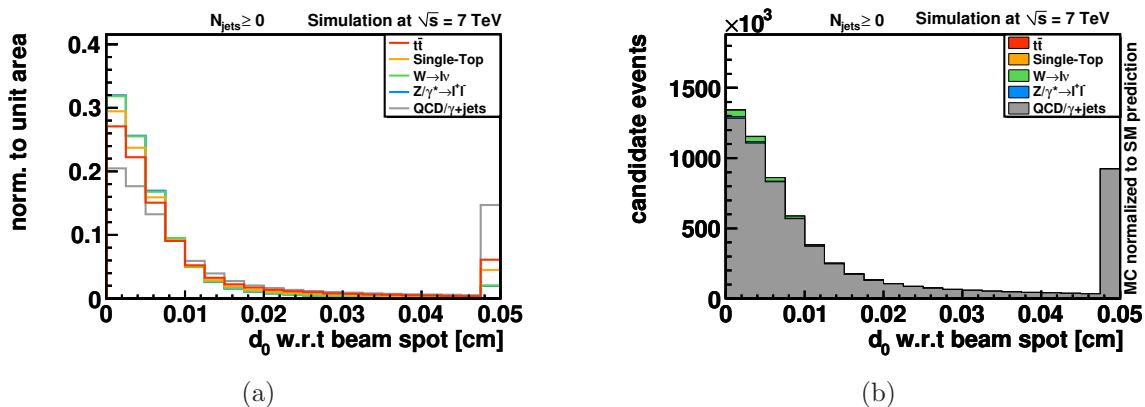 N_jets ≥ 0 Simulation at √s = 7 TeV
norm. to unit area
0.4
0.3
0.2
0.1
0
tt̄
Single-Top
W→lν
Z/γ*→l⁺l⁻
QCD/γ+jets
0 0.01 0.02 0.03 0.04 0.05
d₀ w.r.t beam spot [cm]
(a)
×10³ N_jets ≥ 0 Simulation at √s = 7 TeV
candidate events
1500
1000
500
0
tt̄
Single-Top
W→lν
Z/γ*→l⁺l⁻
QCD/γ+jets
MC normalized to SM prediction
0 0.01 0.02 0.03 0.04 0.05
d₀ w.r.t beam spot [cm]
(b)